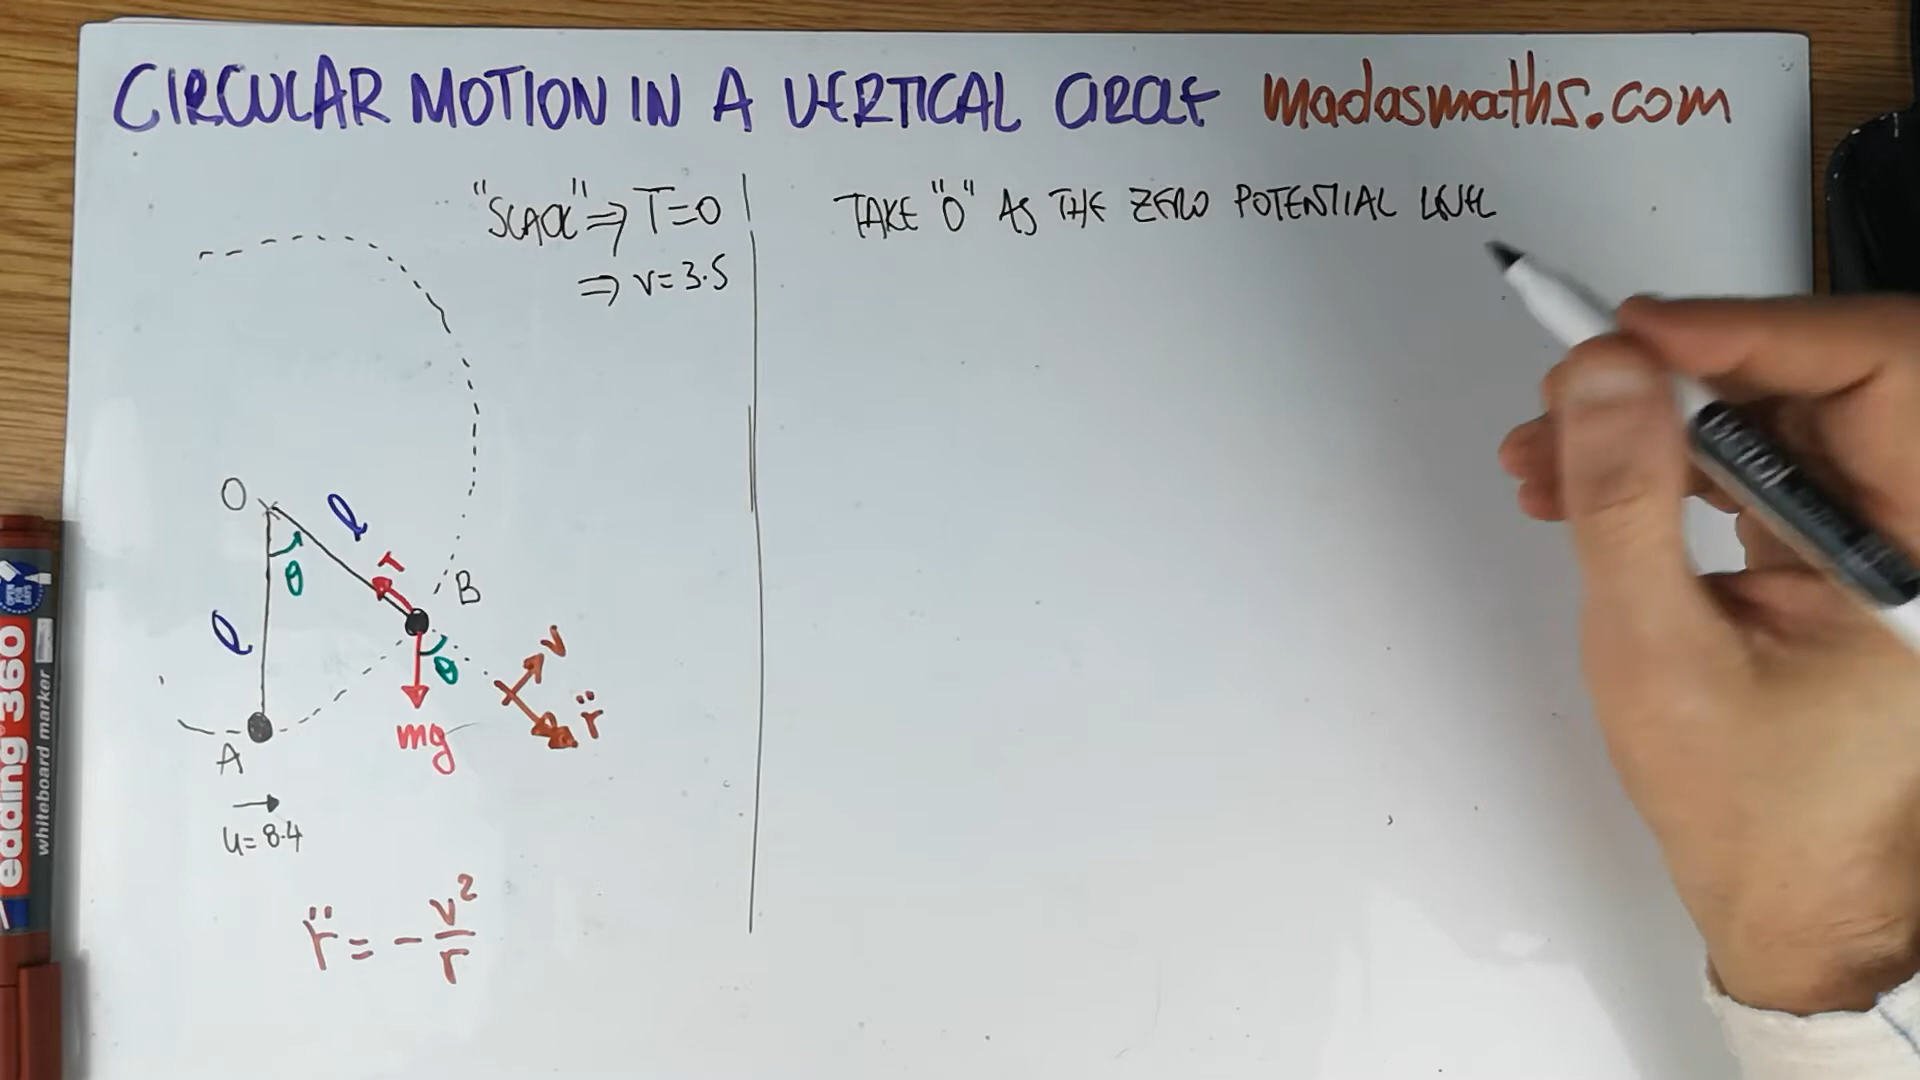 CIRCULAR MOTION IN A VERTICAL CIRCLE madasmaths.com
"SLACK" ⇒ T=0
⇒ v=3.5
TAKE "O" AS THE ZERO POTENTIAL LEVEL
O
l
θ
T
B
l
θ
v
r̈
mg
A
u=8.4
r̈ = - v²/r
edding 360
whiteboard marker